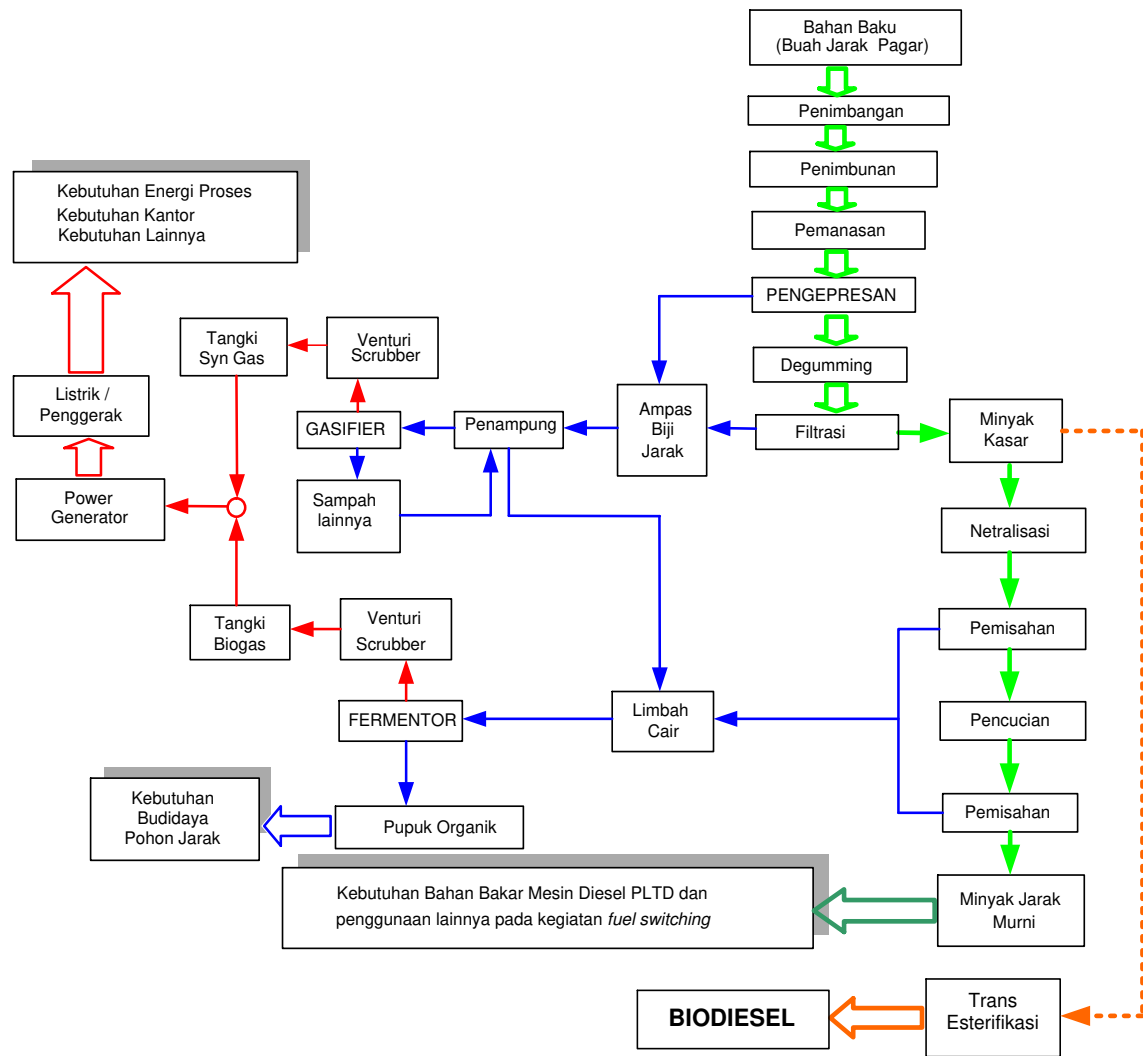 Bahan Baku
(Buah Jarak Pagar)
Penimbangan
Penimbunan
Pemanasan
PENGEPRESAN
Degumming
Filtrasi
Minyak
Kasar
Netralisasi
Pemisahan
Pencucian
Pemisahan
Minyak Jarak
Murni
Trans
Esterifikasi
BIODIESEL
Kebutuhan Bahan Bakar Mesin Diesel PLTD dan
penggunaan lainnya pada kegiatan fuel switching
Ampas
Biji
Jarak
Penampung
GASIFIER
Sampah
lainnya
Venturi
Scrubber
Tangki
Syn Gas
Kebutuhan Energi Proses
Kebutuhan Kantor
Kebutuhan Lainnya
Listrik /
Penggerak
Power
Generator
Tangki
Biogas
Venturi
Scrubber
FERMENTOR
Limbah
Cair
Pupuk Organik
Kebutuhan
Budidaya
Pohon Jarak